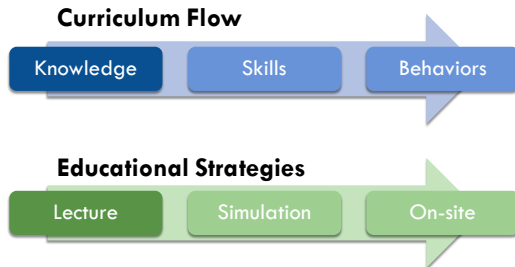 Curriculum Flow
Knowledge Skills Behaviors
Educational Strategies
Lecture Simulation On-site